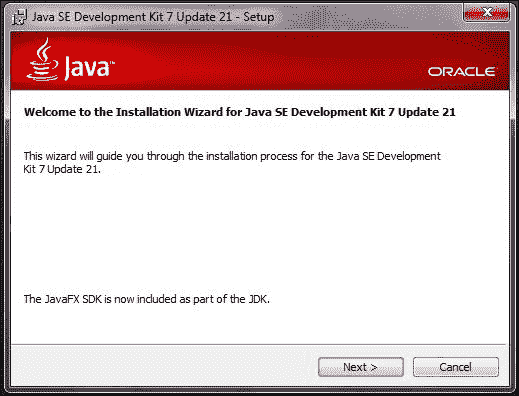 Java SE Development Kit 7 Update 21 - Setup
Java™
ORACLE
Welcome to the Installation Wizard for Java SE Development Kit 7 Update 21
This wizard will guide you through the installation process for the Java SE Development
Kit 7 Update 21.
The JavaFX SDK is now included as part of the JDK.
Next >
Cancel